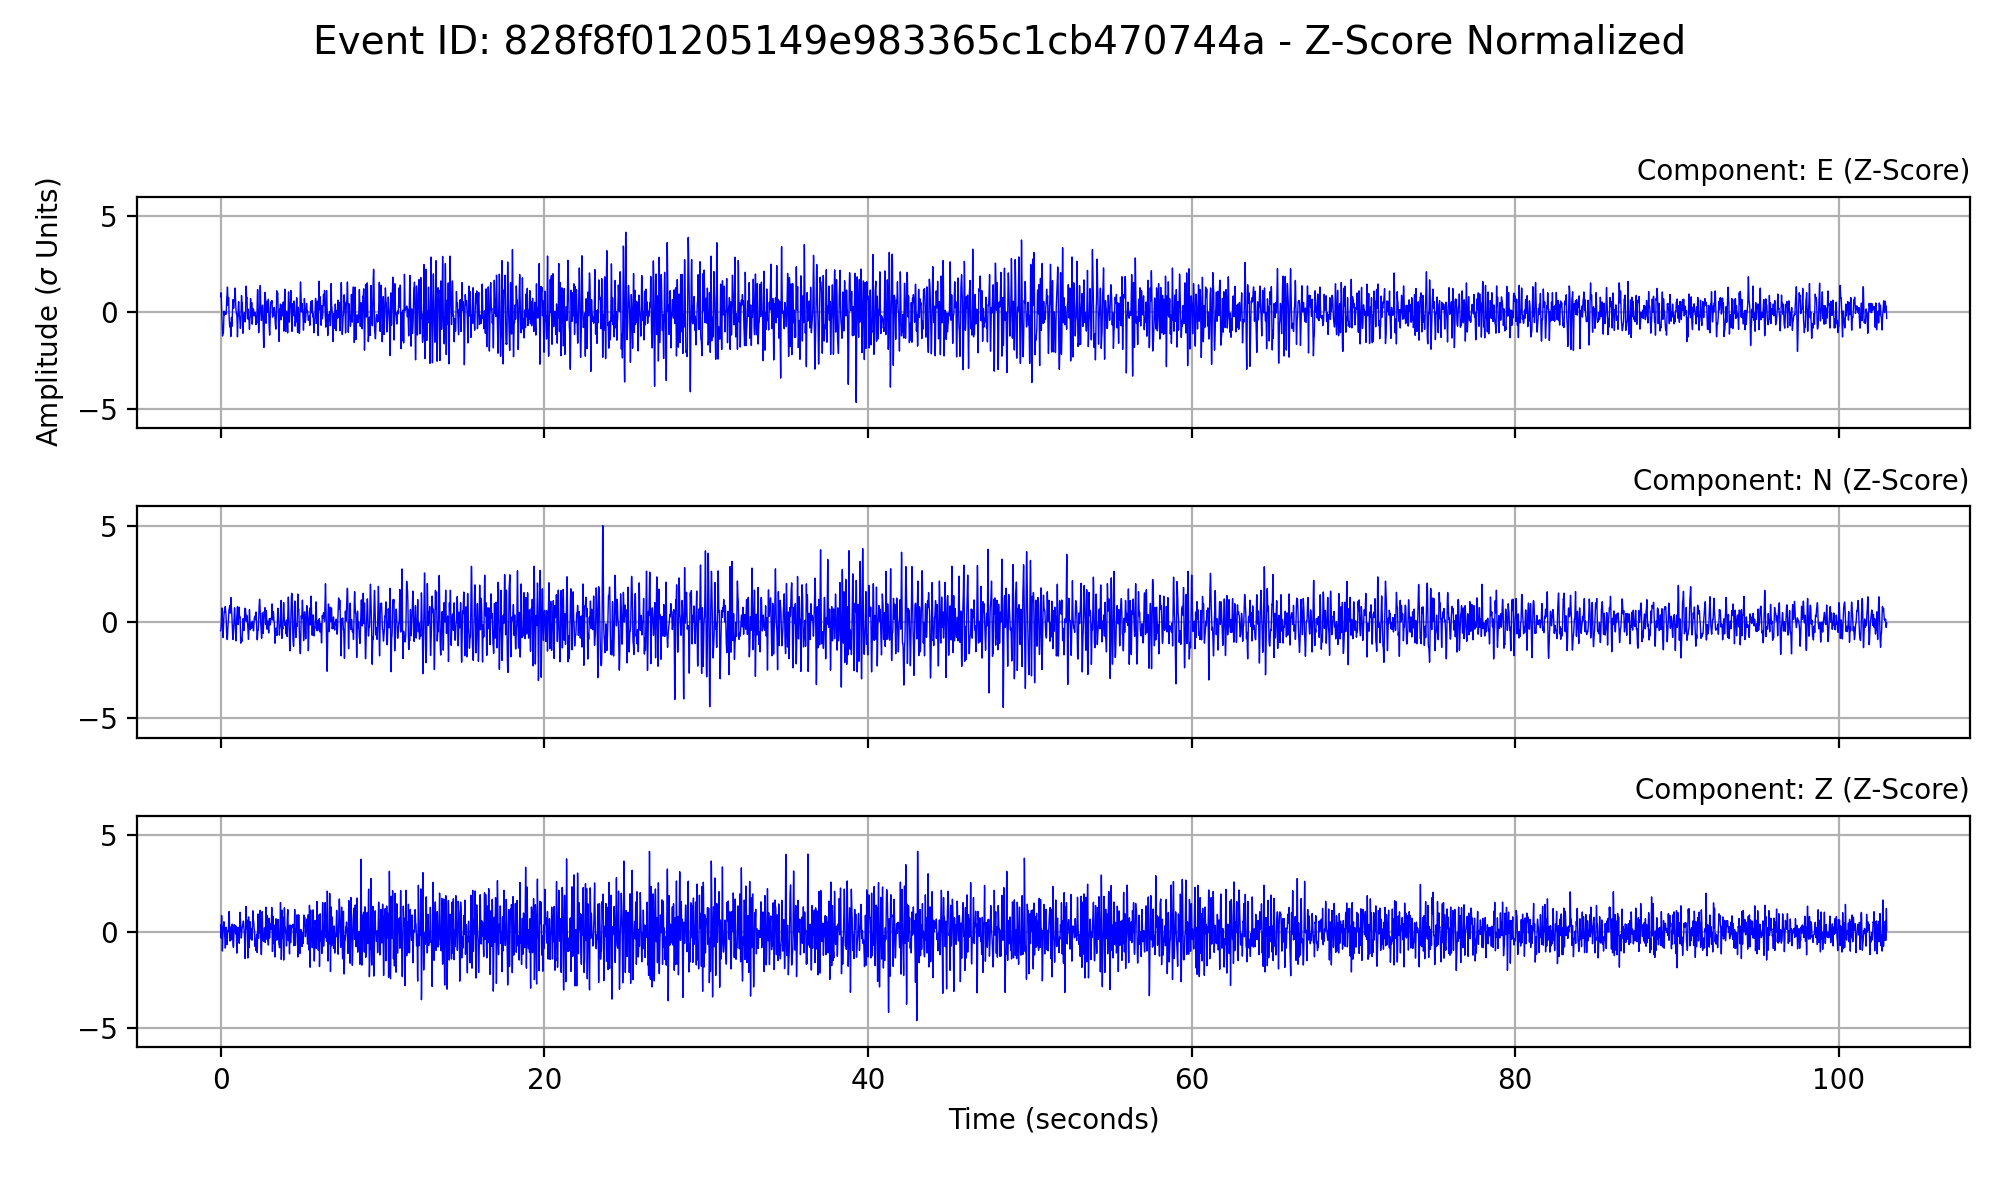 Event ID: 828f8f01205149e983365c1cb470744a - Z-Score Normalized
Component: E (Z-Score)
Amplitude (σ Units)
5
0
−5
Component: N (Z-Score)
5
0
−5
Component: Z (Z-Score)
5
0
−5
0 20 40 60 80 100
Time (seconds)